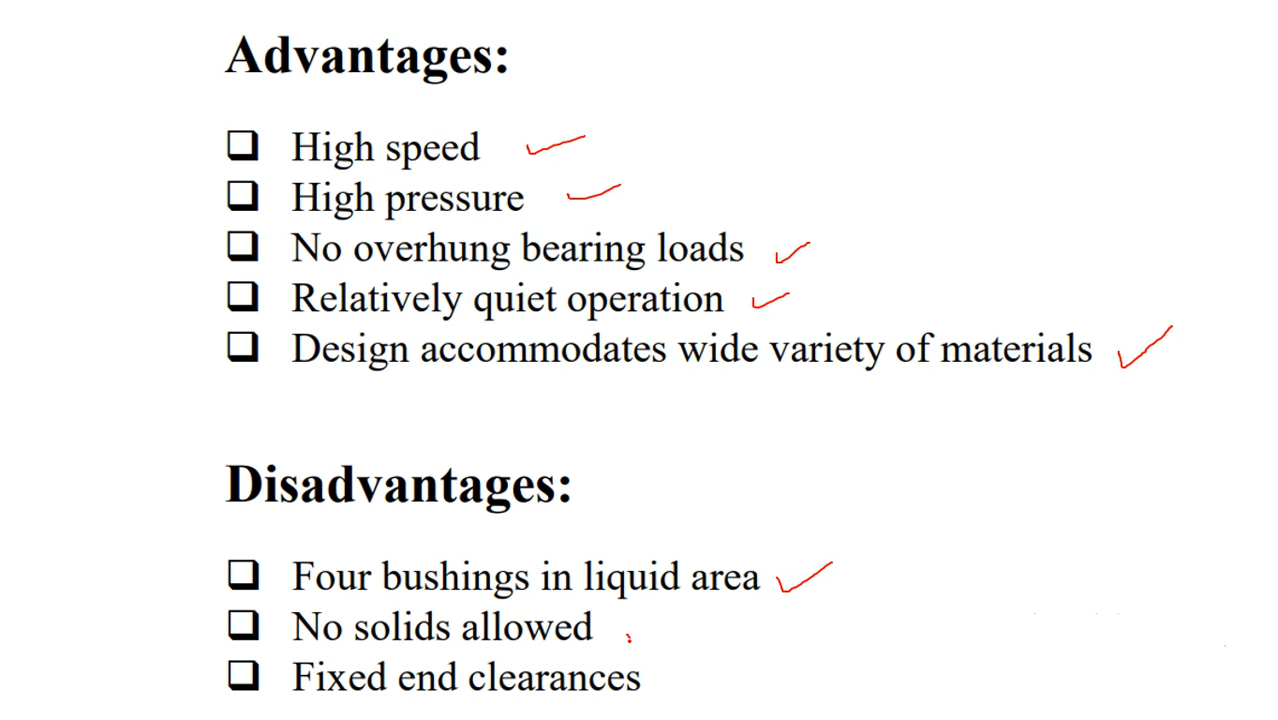 Advantages:
High speed
High pressure
No overhung bearing loads
Relatively quiet operation
Design accommodates wide variety of materials
Disadvantages:
Four bushings in liquid area
No solids allowed
Fixed end clearances